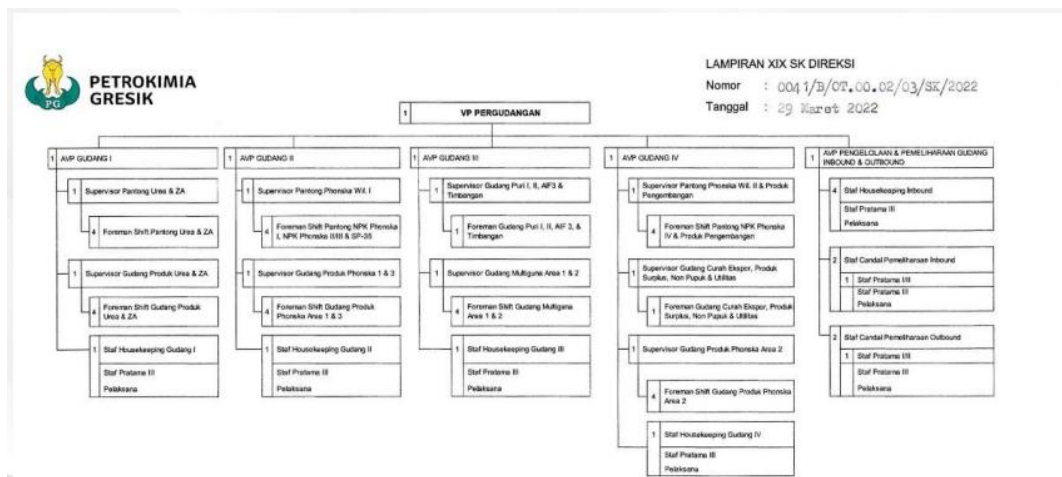 PETROKIMIA
GRESIK
PG
LAMPIRAN XIX SK DIREKSI
Nomor : 0041/B/OT.00.02/03/SK/2022
Tanggal : 29 Maret 2022
1 VP PERGUDANGAN
1 AVP GUDANG I
1 Supervisor Pantong Urea & ZA
4 Foreman Shift Pantong Urea & ZA
1 Supervisor Gudang Produk Urea & ZA
4 Foreman Shift Gudang Produk
Urea & ZA
1 Staf Housekeeping Gudang I
Staf Pratama III
Pelaksana
1 AVP GUDANG II
1 Supervisor Pantong Phonska Wil. I
4 Foreman Shift Pantong NPK Phonska
I, NPK Phonska II/III & SP-36
1 Supervisor Gudang Produk Phonska 1 & 3
4 Foreman Shift Gudang Produk
Phonska Area 1 & 3
1 Staf Housekeeping Gudang II
Staf Pratama III
Pelaksana
1 AVP GUDANG III
1 Supervisor Gudang Puri I, II, AlF3 &
Timbangan
1 Foreman Gudang Puri I, II, AlF 3, &
Timbangan
1 Supervisor Gudang Multiguna Area 1 & 2
4 Foreman Shift Gudang Multiguna
Area 1 & 2
1 Staf Housekeeping Gudang III
Staf Pratama III
Pelaksana
1 AVP GUDANG IV
1 Supervisor Pantong Phonska Wil. II & Produk
Pengembangan
4 Foreman Shift Pantong NPK Phonska
IV & Produk Pengembangan
1 Supervisor Gudang Curah Ekspor, Produk
Surplus, Non Pupuk & Utilitas
1 Foreman Gudang Curah Ekspor, Produk
Surplus, Non Pupuk & Utilitas
1 Supervisor Gudang Produk Phonska Area 2
4 Foreman Shift Gudang Produk Phonska
Area 2
1 Staf Housekeeping Gudang IV
Staf Pratama III
Pelaksana
1 AVP PENGELOLAAN & PEMELIHARAAN GUDANG
INBOUND & OUTBOUND
4 Staf Housekeeping Inbound
Staf Pratama III
Pelaksana
2 Staf Candal Pemeliharaan Inbound
1 Staf Pratama I/II
Staf Pratama III
Pelaksana
2 Staf Candal Pemeliharaan Outbound
1 Staf Pratama I/II
Staf Pratama III
Pelaksana